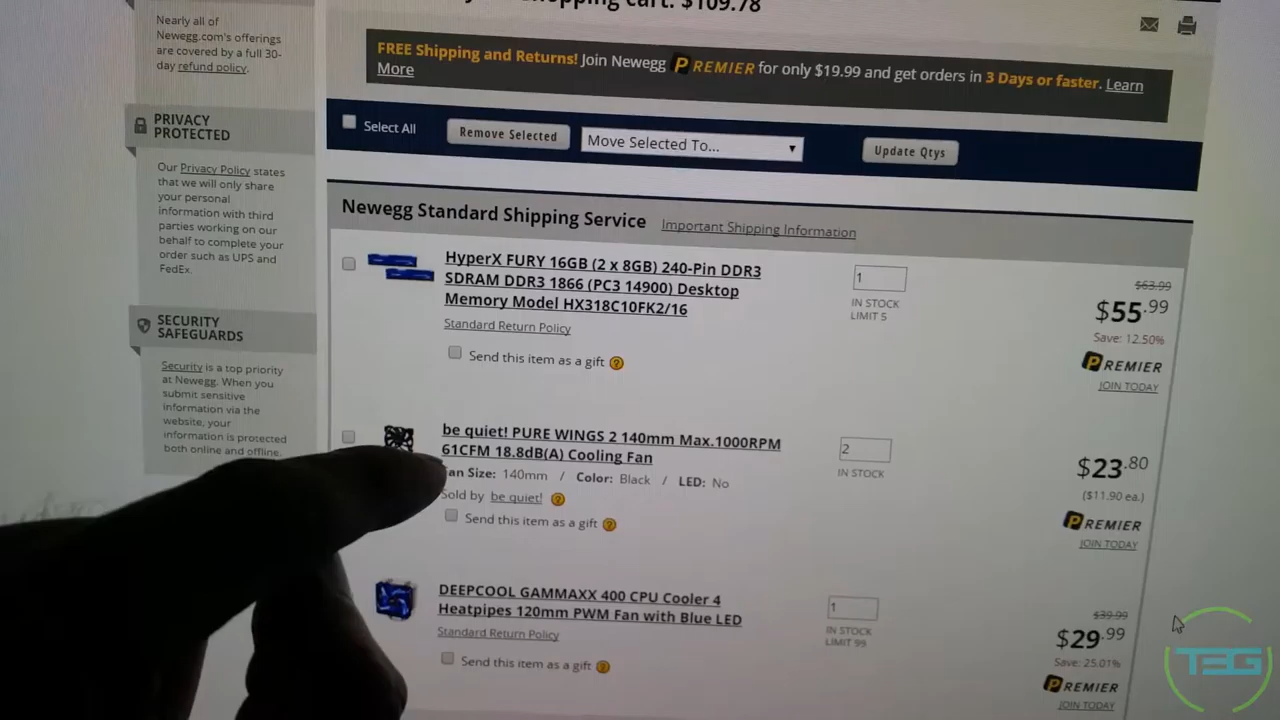 shopping cart: $109.78
Nearly all of
Newegg.com's offerings
are covered by a full 30-
day refund policy.
FREE Shipping and Returns! Join Newegg PREMIER for only $19.99 and get orders in 3 Days or faster. Learn
More
Select All
Remove Selected
Move Selected To...
Update Qtys
PRIVACY
PROTECTED
Our Privacy Policy states
that we will only share
your personal
information with third
parties working on our
behalf to complete your
order such as UPS and
FedEx.
SECURITY
SAFEGUARDS
Security is a top priority
at Newegg. When you
submit sensitive
information via the
website, your
information is protected
both online and offline.
Newegg Standard Shipping Service Important Shipping Information
HyperX FURY 16GB (2 x 8GB) 240-Pin DDR3
SDRAM DDR3 1866 (PC3 14900) Desktop
Memory Model HX318C10FK2/16
Standard Return Policy
Send this item as a gift ?
1
IN STOCK
LIMIT 5
$63.99
$55.99
Save: 12.50%
PREMIER
JOIN TODAY
be quiet! PURE WINGS 2 140mm Max.1000RPM
61CFM 18.8dB(A) Cooling Fan
an Size: 140mm / Color: Black / LED: No
Sold by be quiet! ?
Send this item as a gift ?
2
IN STOCK
$23.80
($11.90 ea.)
PREMIER
JOIN TODAY
DEEPCOOL GAMMAXX 400 CPU Cooler 4
Heatpipes 120mm PWM Fan with Blue LED
Standard Return Policy
Send this item as a gift ?
1
IN STOCK
LIMIT 99
$39.99
$29.99
Save: 25.01%
PREMIER
JOIN TODAY